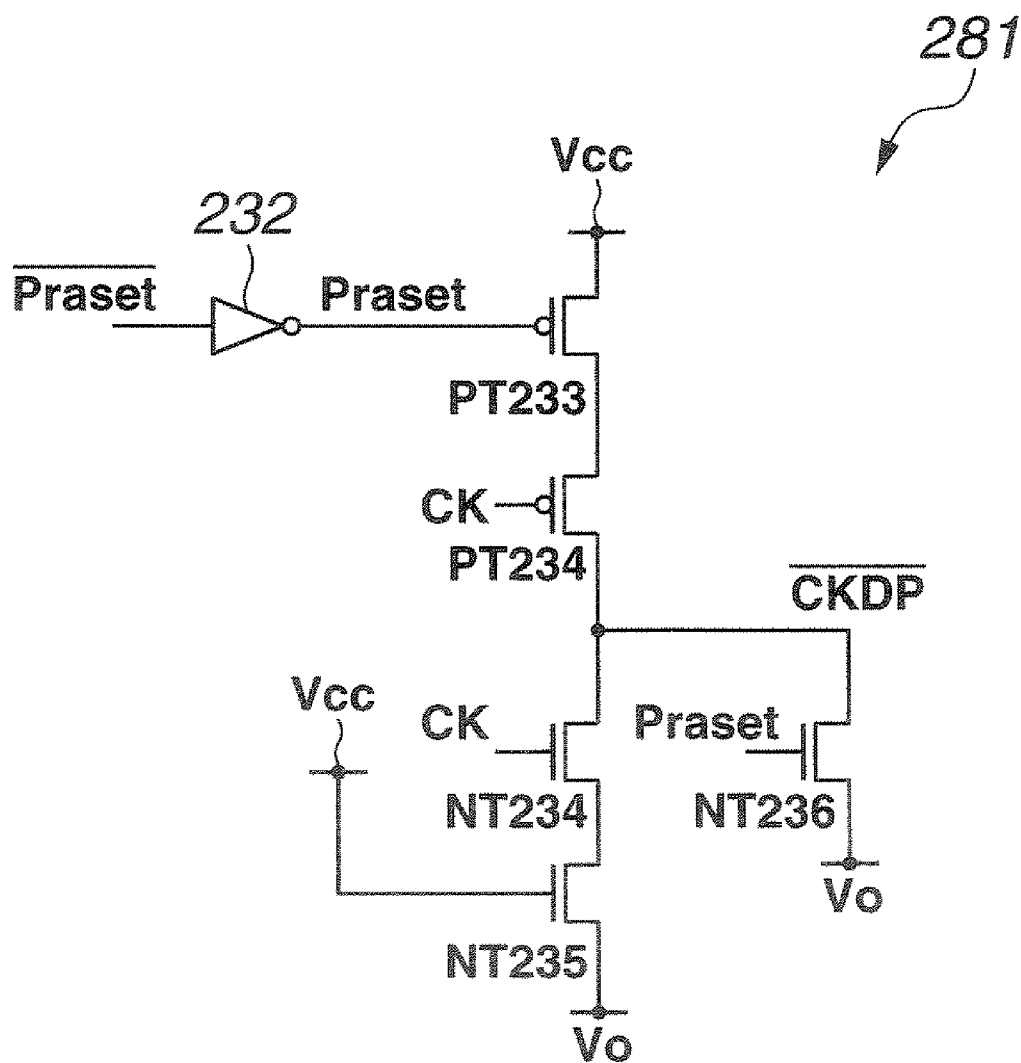 281
Vcc
232
Praset
Praset
PT233
CK
PT234
CKDP
Vcc
CK
Praset
NT234
NT236
Vo
NT235
Vo